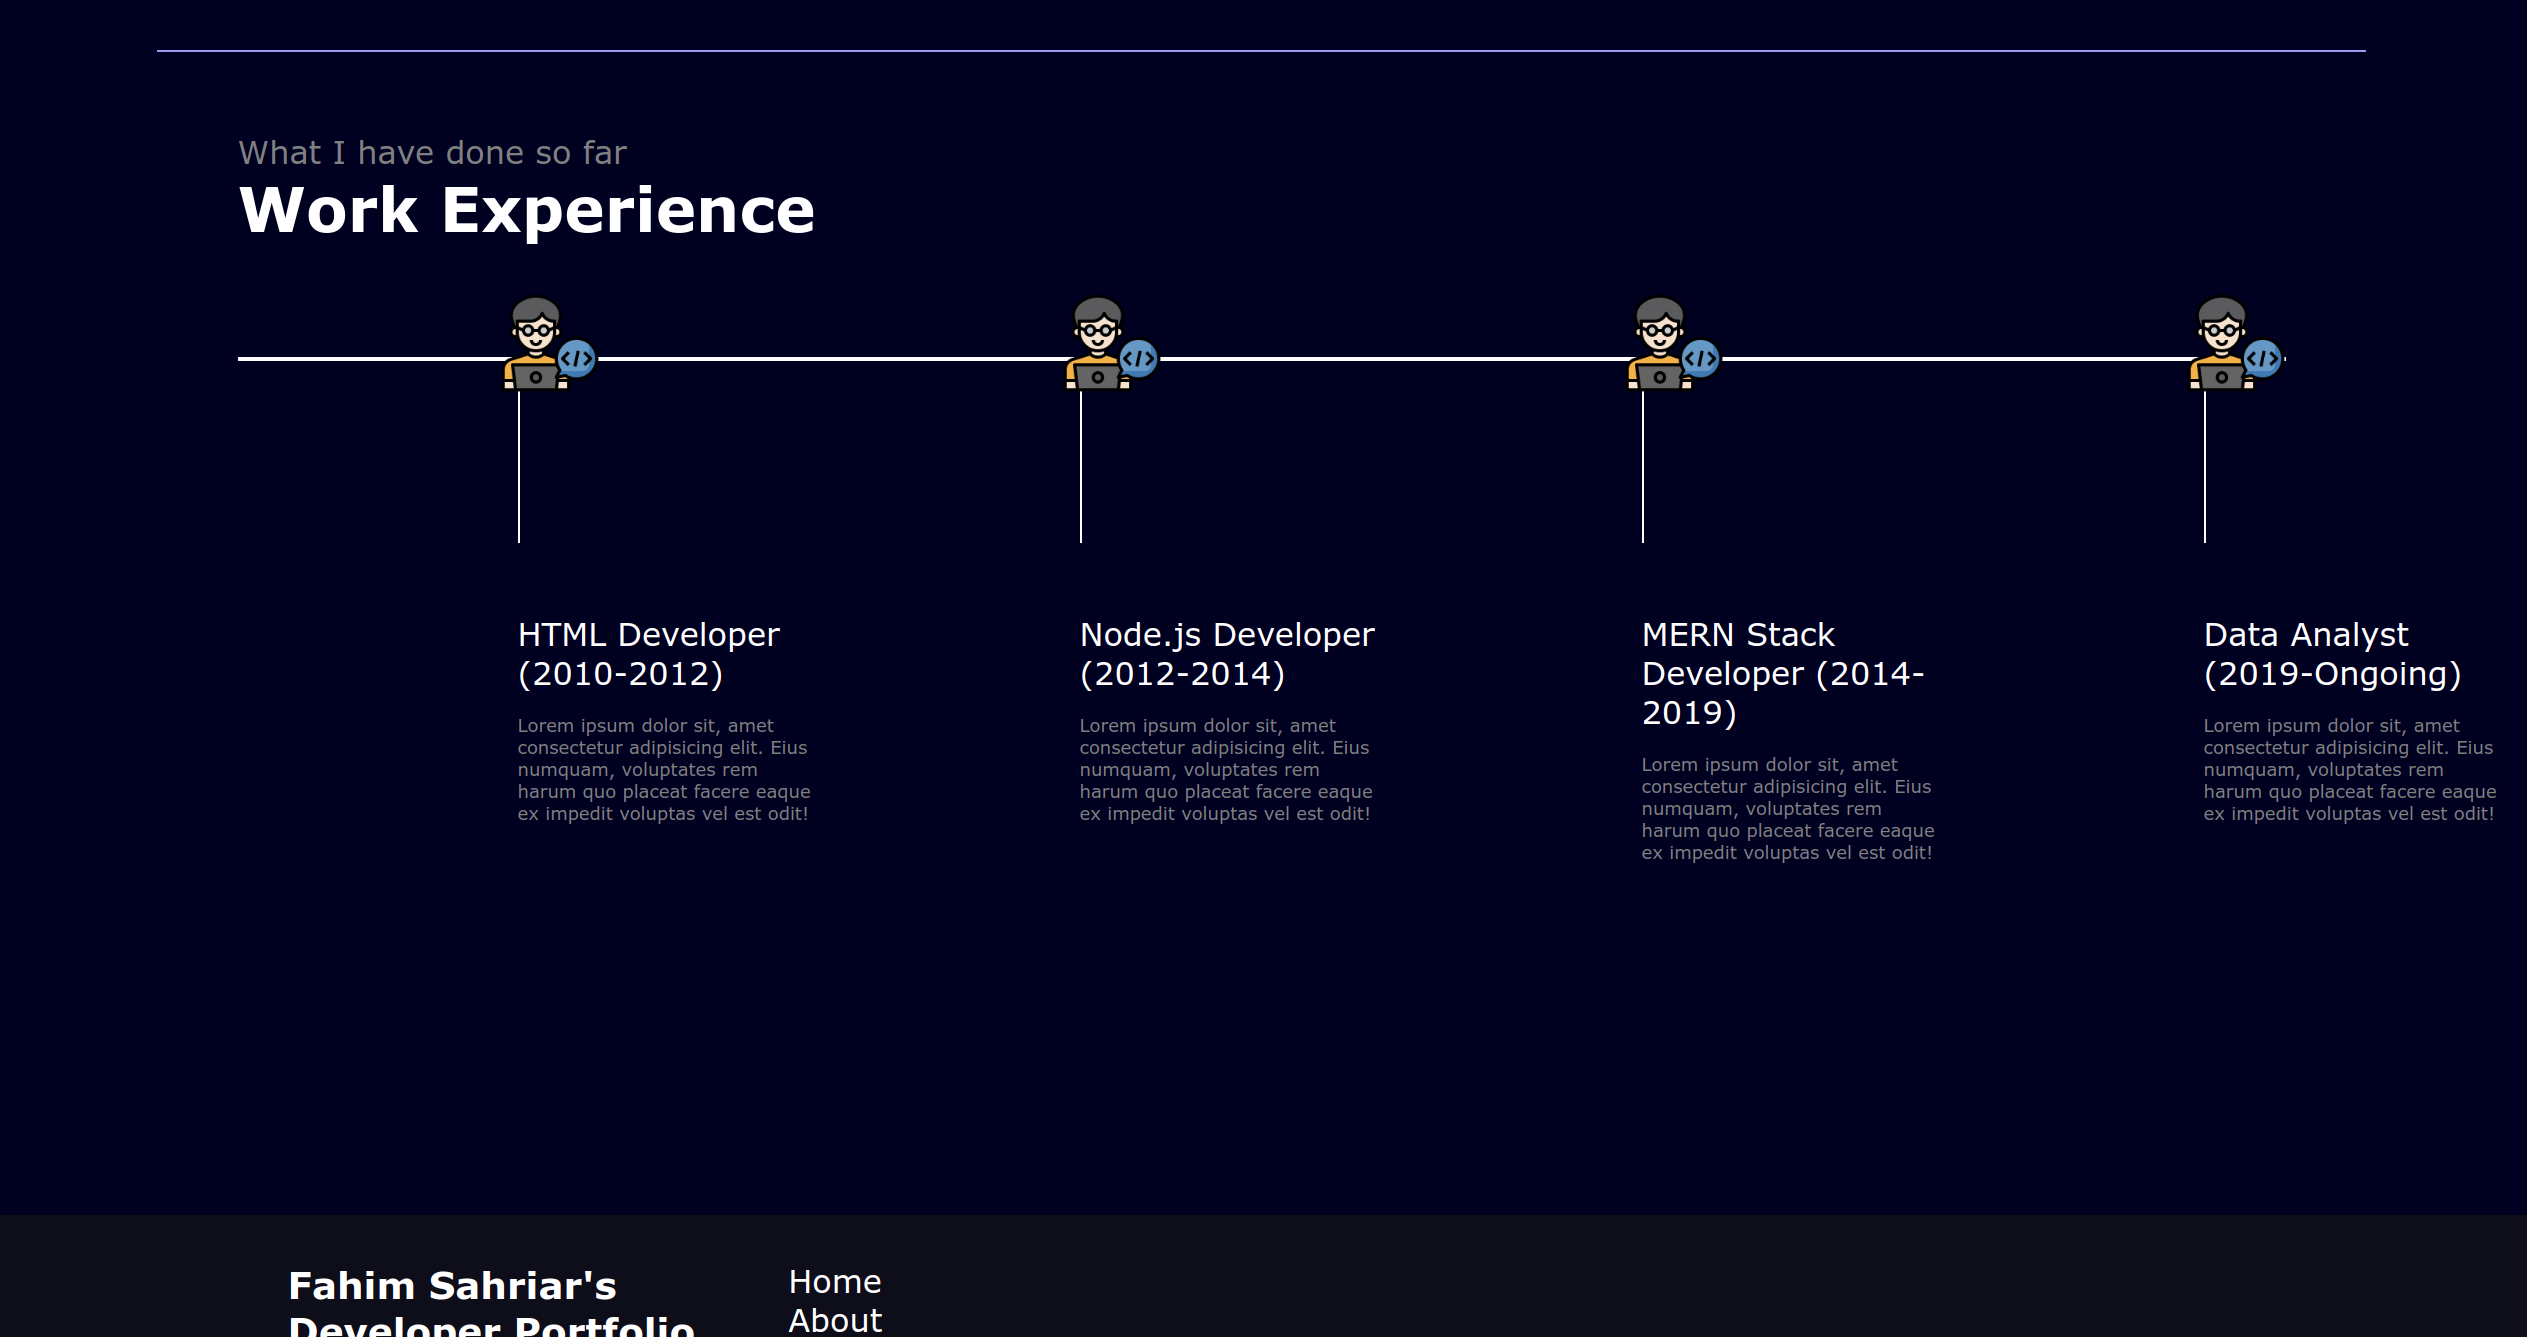 What I have done so far
Work Experience
HTML Developer
(2010-2012)
Lorem ipsum dolor sit, amet
consectetur adipisicing elit. Eius
numquam, voluptates rem
harum quo placeat facere eaque
ex impedit voluptas vel est odit!
Node.js Developer
(2012-2014)
Lorem ipsum dolor sit, amet
consectetur adipisicing elit. Eius
numquam, voluptates rem
harum quo placeat facere eaque
ex impedit voluptas vel est odit!
MERN Stack
Developer (2014-
2019)
Lorem ipsum dolor sit, amet
consectetur adipisicing elit. Eius
numquam, voluptates rem
harum quo placeat facere eaque
ex impedit voluptas vel est odit!
Data Analyst
(2019-Ongoing)
Lorem ipsum dolor sit, amet
consectetur adipisicing elit. Eius
numquam, voluptates rem
harum quo placeat facere eaque
ex impedit voluptas vel est odit!
Fahim Sahriar's
Developer Portfolio
Home
About